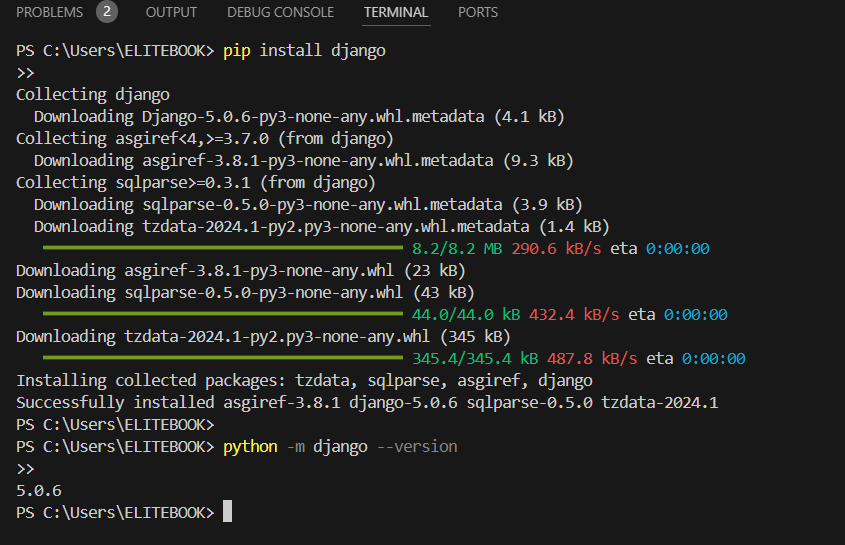 PROBLEMS 2 OUTPUT DEBUG CONSOLE TERMINAL PORTS
PS C:\Users\ELITEBOOK> pip install django
>>
Collecting django
  Downloading Django-5.0.6-py3-none-any.whl.metadata (4.1 kB)
Collecting asgiref<4,>=3.7.0 (from django)
  Downloading asgiref-3.8.1-py3-none-any.whl.metadata (9.3 kB)
Collecting sqlparse>=0.3.1 (from django)
  Downloading sqlparse-0.5.0-py3-none-any.whl.metadata (3.9 kB)
  Downloading tzdata-2024.1-py2.py3-none-any.whl.metadata (1.4 kB)
8.2/8.2 MB 290.6 kB/s eta 0:00:00
Downloading asgiref-3.8.1-py3-none-any.whl (23 kB)
Downloading sqlparse-0.5.0-py3-none-any.whl (43 kB)
44.0/44.0 kB 432.4 kB/s eta 0:00:00
Downloading tzdata-2024.1-py2.py3-none-any.whl (345 kB)
345.4/345.4 kB 487.8 kB/s eta 0:00:00
Installing collected packages: tzdata, sqlparse, asgiref, django
Successfully installed asgiref-3.8.1 django-5.0.6 sqlparse-0.5.0 tzdata-2024.1
PS C:\Users\ELITEBOOK>
PS C:\Users\ELITEBOOK> python -m django --version
>>
5.0.6
PS C:\Users\ELITEBOOK>